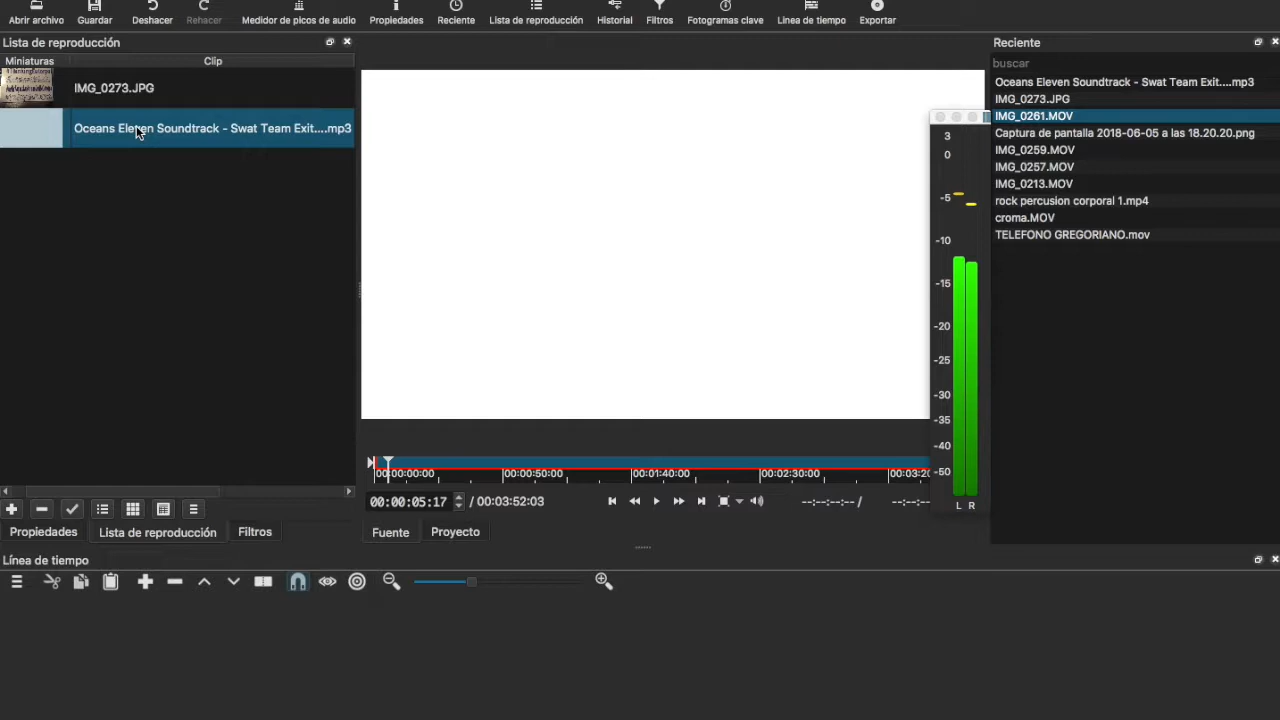 Abrir archivo Guardar Deshacer Rehacer Medidor de picos de audio Propiedades Reciente Lista de reproducción Historial Filtros Fotogramas clave Línea de tiempo Exportar
Lista de reproducción
Miniaturas Clip
IMG_0273.JPG
Oceans Eleven Soundtrack - Swat Team Exit....mp3
Reciente
buscar
Oceans Eleven Soundtrack - Swat Team Exit....mp3
IMG_0273.JPG
IMG_0261.MOV
Captura de pantalla 2018-06-05 a las 18.20.20.png
IMG_0259.MOV
IMG_0257.MOV
IMG_0213.MOV
rock percusion corporal 1.mp4
croma.MOV
TELEFONO GREGORIANO.mov
3
0
-5
-10
-15
-20
-25
-30
-35
-40
-50
L R
00:00:00:00 00:00:50:00 00:01:40:00 00:02:30:00 00:03:20
00:00:05:17 / 00:03:52:03 --:--:--:-- / --:--:--
Propiedades Lista de reproducción Filtros
Fuente Proyecto
Línea de tiempo